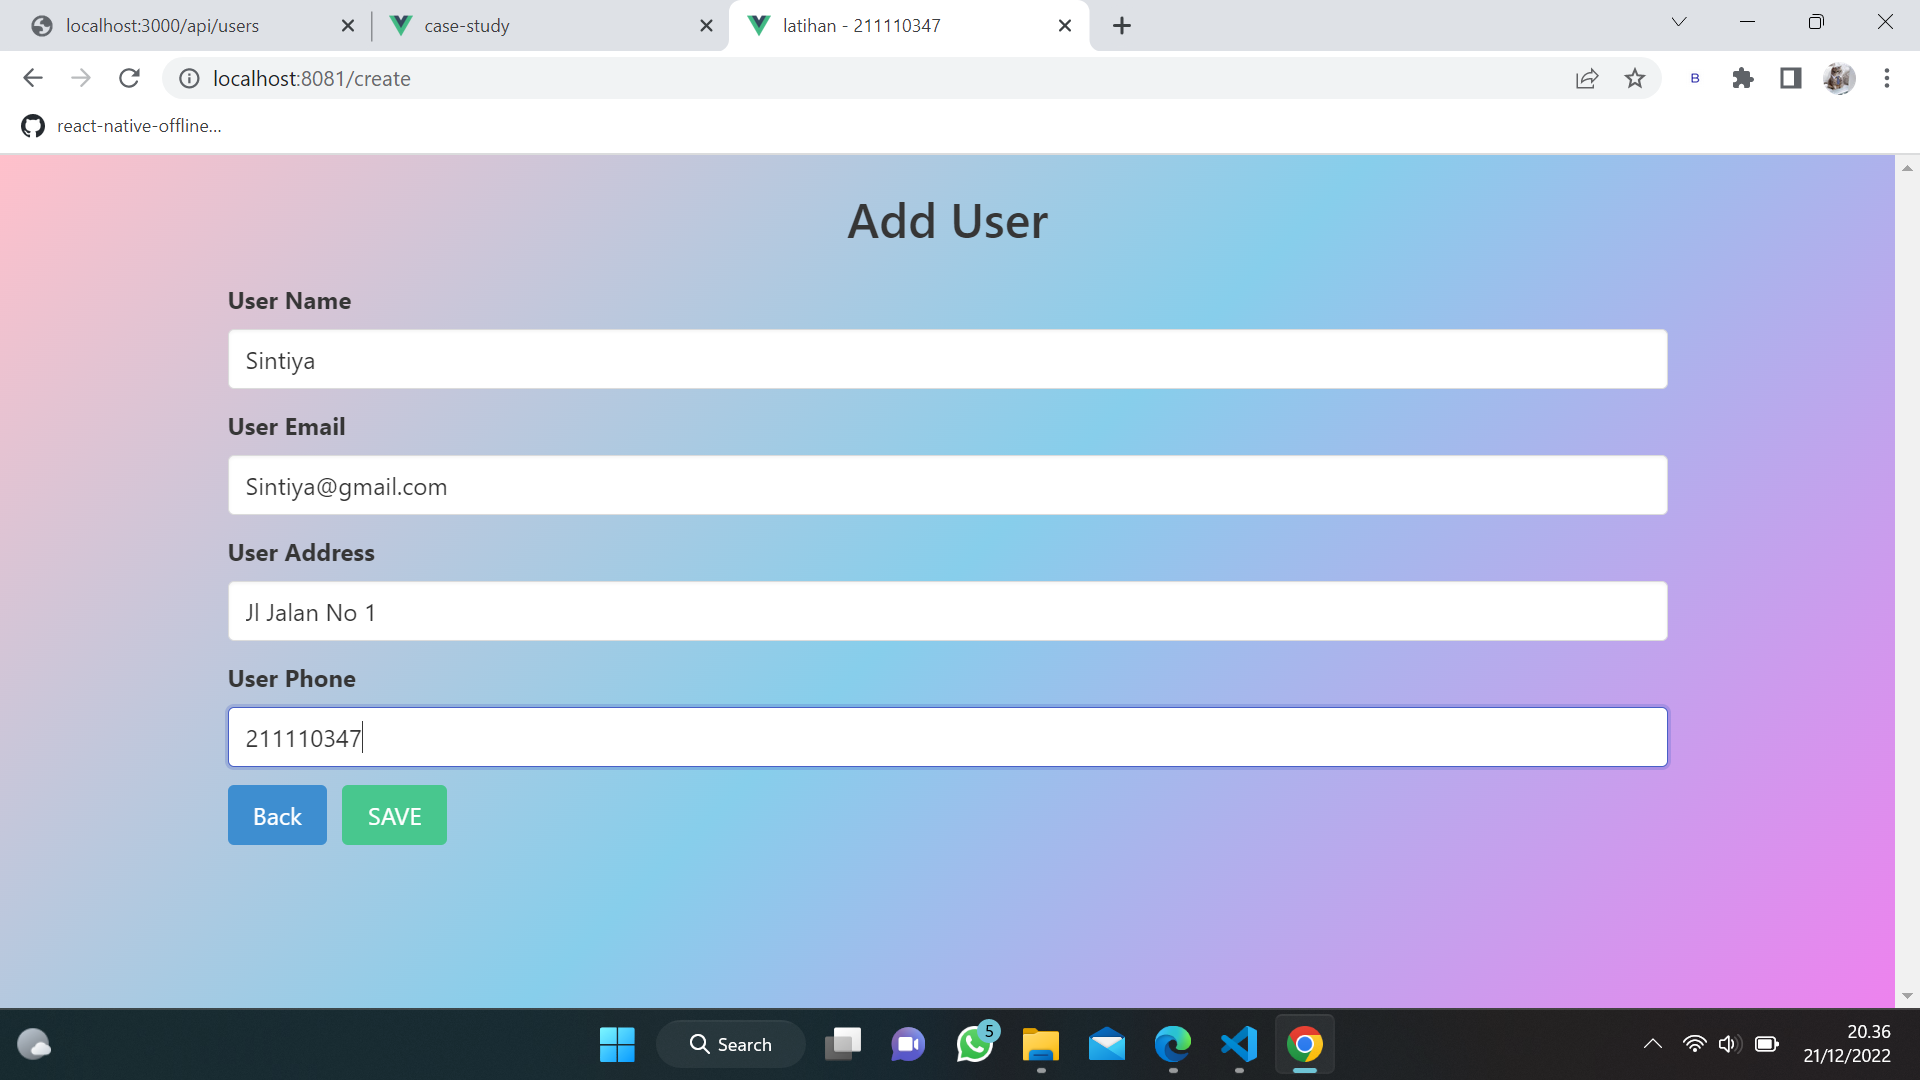 localhost:3000/api/users
case-study
latihan - 211110347
localhost:8081/create
B
react-native-offline...
Add User
User Name
Sintiya
User Email
Sintiya@gmail.com
User Address
Jl Jalan No 1
User Phone
211110347
Back SAVE
Search
5
20.36
21/12/2022